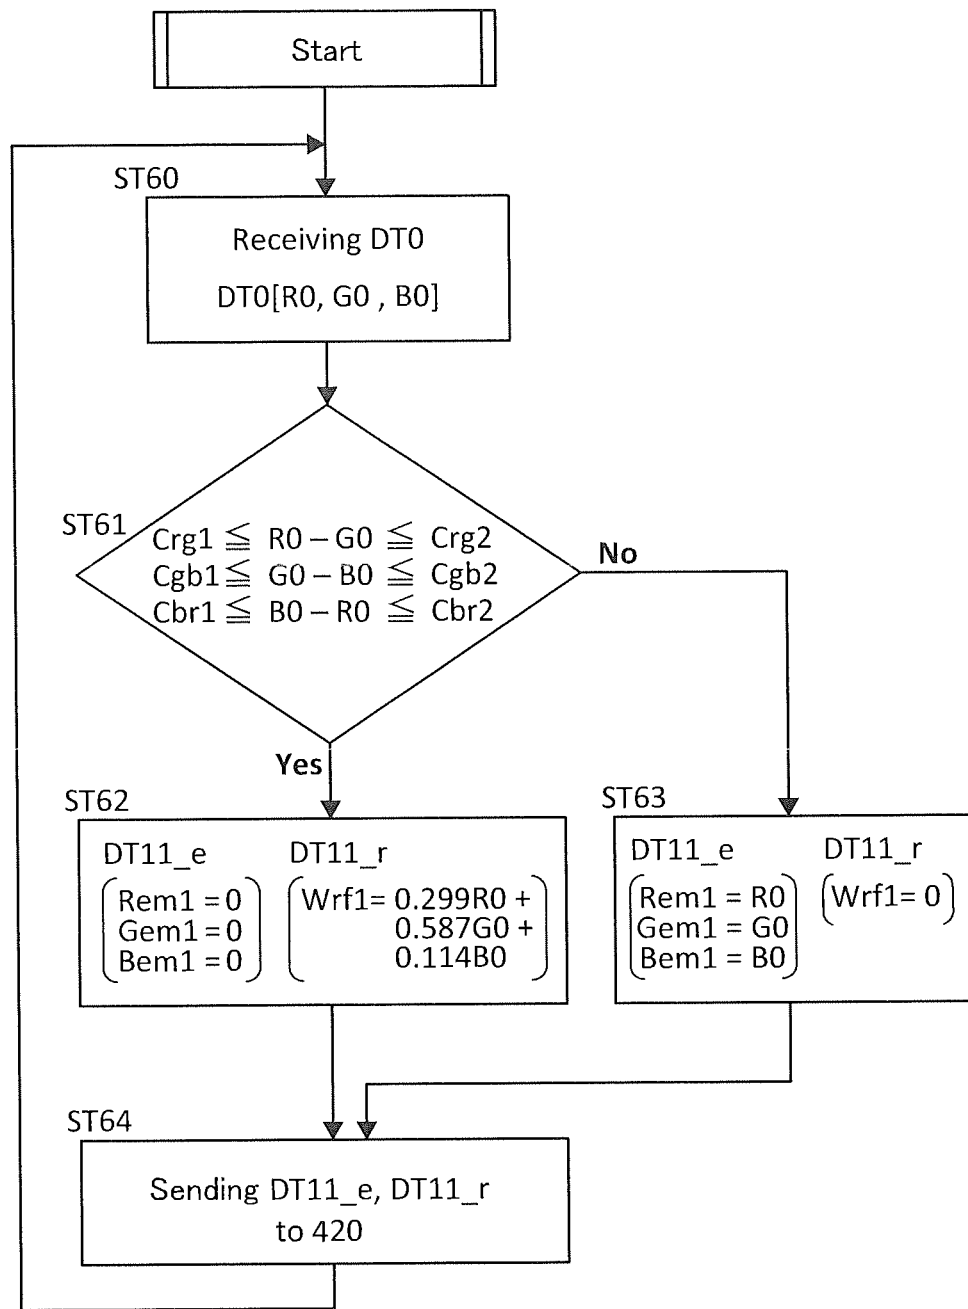 Start
ST60
Receiving DT0
DT0[R0, G0 , B0]
ST61
Crg1 ≦ R0 – G0 ≦ Crg2
Cgb1 ≦ G0 – B0 ≦ Cgb2
Cbr1 ≦ B0 – R0 ≦ Cbr2
No
Yes
ST62
DT11_e DT11_r
Rem1 = 0
Gem1 = 0
Bem1 = 0
Wrf1= 0.299R0 +
0.587G0 +
0.114B0
ST63
DT11_e DT11_r
Rem1 = R0
Gem1 = G0
Bem1 = B0
Wrf1= 0
ST64
Sending DT11_e, DT11_r
to 420